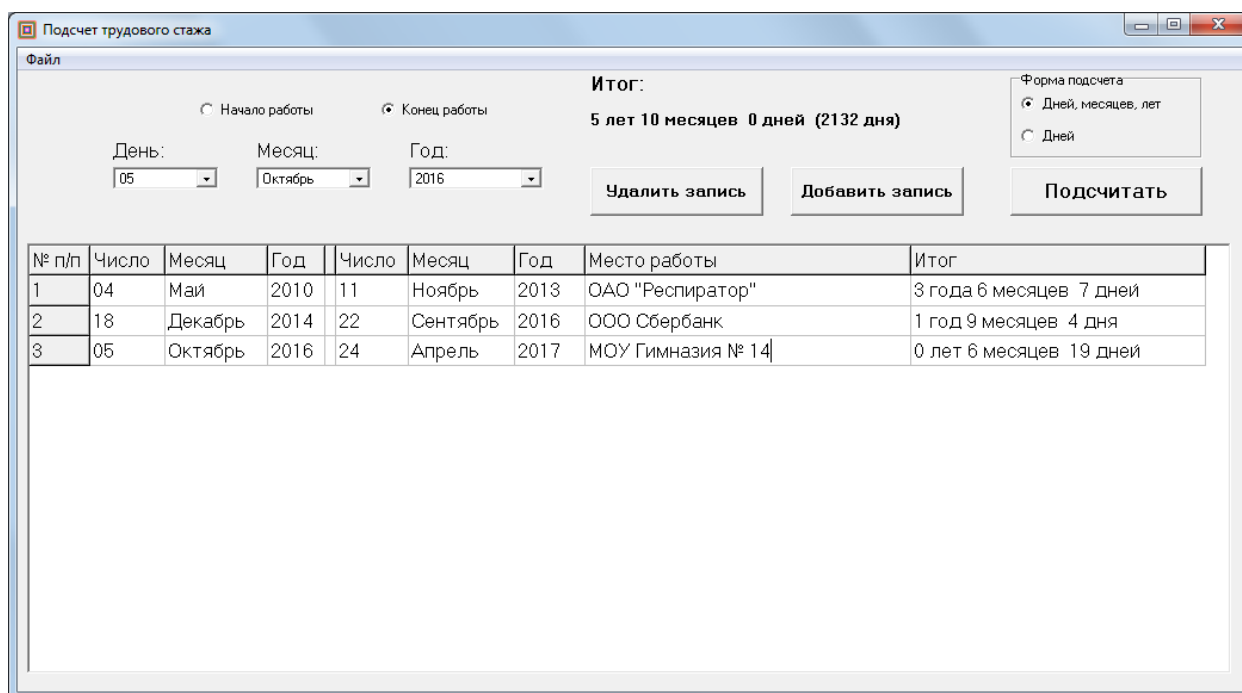 Подсчет трудового стажа
Файл
Начало работы
Конец работы
День:
Месяц:
Год:
05
Октябрь
2016
Итог:
5 лет 10 месяцев 0 дней (2132 дня)
Удалить запись
Добавить запись
Форма подсчета
Дней, месяцев, лет
Дней
Подсчитать
№ п/п Число Месяц Год Число Месяц Год Место работы Итог
1 04 Май 2010 11 Ноябрь 2013 ОАО "Респиратор" 3 года 6 месяцев 7 дней
2 18 Декабрь 2014 22 Сентябрь 2016 ООО Сбербанк 1 год 9 месяцев 4 дня
3 05 Октябрь 2016 24 Апрель 2017 МОУ Гимназия № 14 0 лет 6 месяцев 19 дней